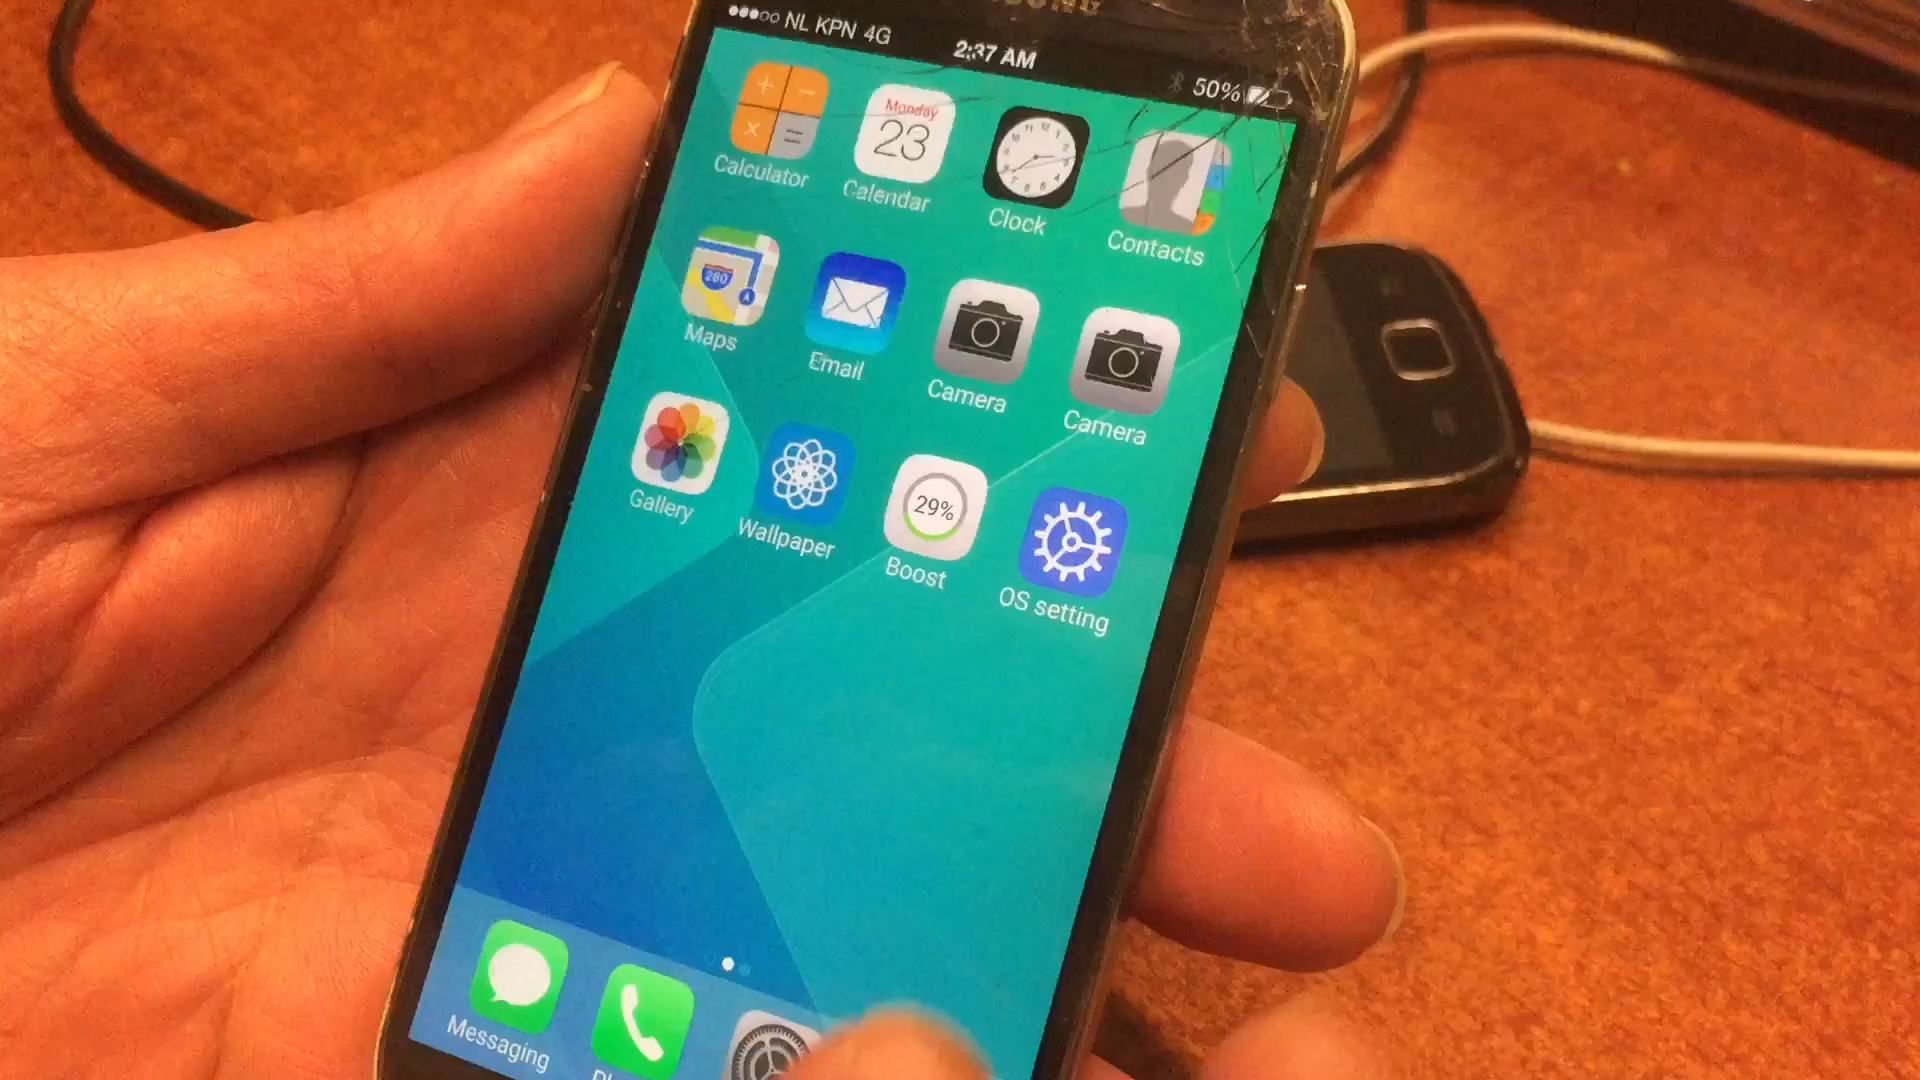 NL KPN 4G
2:37 AM
50%
Calculator
Monday
23
Calendar
Clock
Contacts
280
Maps
Email
Camera
Camera
Gallery
Wallpaper
29%
Boost
OS setting
Messaging